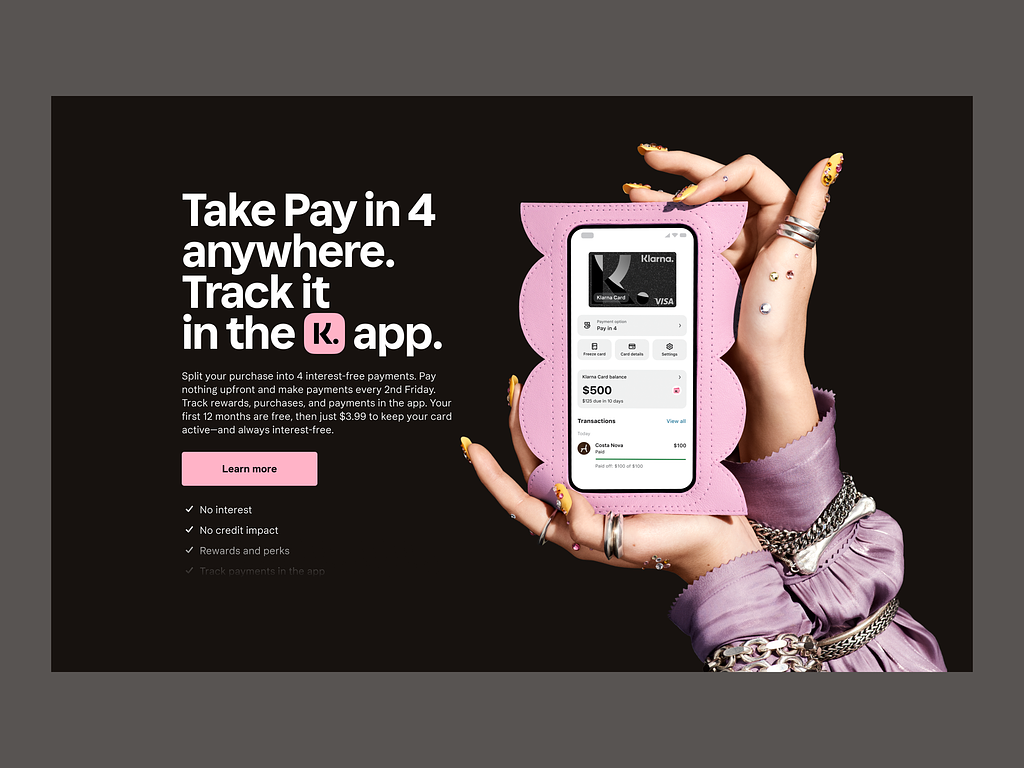 Take Pay in 4
anywhere.
Track it
in the K. app.
Split your purchase into 4 interest-free payments. Pay
nothing upfront and make payments every 2nd Friday.
Track rewards, purchases, and payments in the app. Your
first 12 months are free, then just $3.99 to keep your card
active—and always interest-free.
Learn more
No interest
No credit impact
Rewards and perks
Track payments in the app
Klarna.
Klarna Card
VISA
Payment option
Pay in 4
Freeze card
Card details
Settings
Klarna Card balance
$500
$125 due in 10 days
Transactions
View all
Today
Costa Nova
$100
Paid
Paid off: $100 of $100